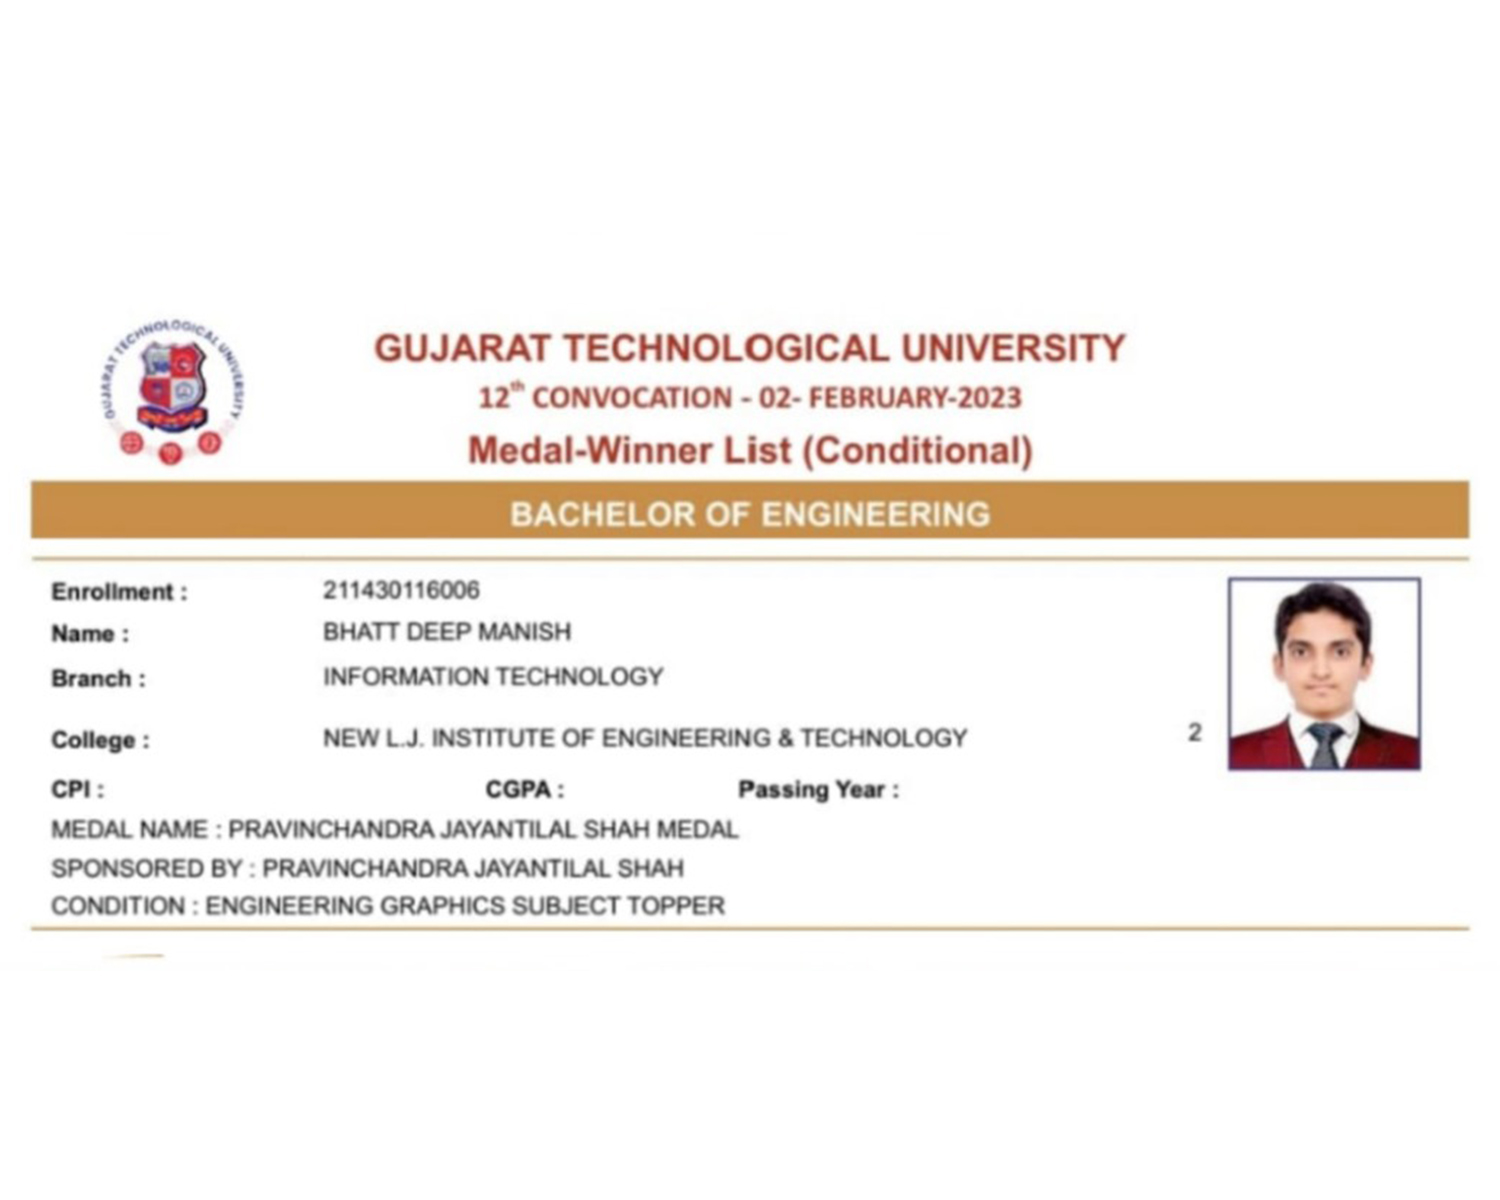 GUJARAT TECHNOLOGICAL UNIVERSITY
GUJARAT TECHNOLOGICAL UNIVERSITY
12th CONVOCATION - 02- FEBRUARY-2023
Medal-Winner List (Conditional)
BACHELOR OF ENGINEERING
Enrollment : 211430116006
Name : BHATT DEEP MANISH
Branch : INFORMATION TECHNOLOGY
College : NEW L.J. INSTITUTE OF ENGINEERING & TECHNOLOGY
2
CPI : CGPA : Passing Year :
MEDAL NAME : PRAVINCHANDRA JAYANTILAL SHAH MEDAL
SPONSORED BY : PRAVINCHANDRA JAYANTILAL SHAH
CONDITION : ENGINEERING GRAPHICS SUBJECT TOPPER